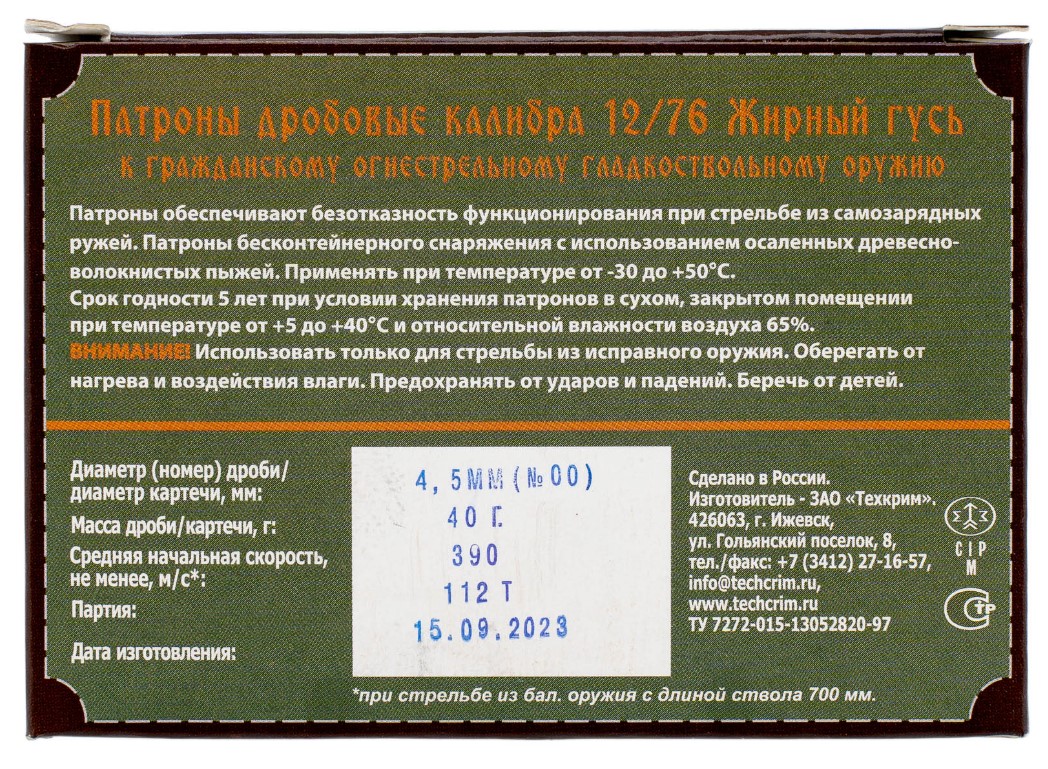 Патроны дробовые калибра 12/76 Жирный гусь
к гражданскому огнестрельному гладкоствольному оружию
Патроны обеспечивают безотказность функционирования при стрельбе из самозарядных
ружей. Патроны бесконтейнерного снаряжения с использованием осаленных древесно-
волокнистых пыжей. Применять при температуре от -30 до +50°С.
Срок годности 5 лет при условии хранения патронов в сухом, закрытом помещении
при температуре от +5 до +40°С и относительной влажности воздуха 65%.
ВНИМАНИЕ! Использовать только для стрельбы из исправного оружия. Оберегать от
нагрева и воздействия влаги. Предохранять от ударов и падений. Беречь от детей.
Диаметр (номер) дроби/
диаметр картечи, мм:
Масса дроби/картечи, г:
Средняя начальная скорость,
не менее, м/с*:
Партия:
Дата изготовления:
4,5ММ(№00)
40 Г.
390
112 Т
15.09.2023
Сделано в России.
Изготовитель - ЗАО «Техкрим».
426063, г. Ижевск,
ул. Гольянский поселок, 8,
тел./факс: +7 (3412) 27-16-57,
info@techcrim.ru,
www.techcrim.ru
ТУ 7272-015-13052820-97
CIP
M
СТР
*при стрельбе из бал. оружия с длиной ствола 700 мм.